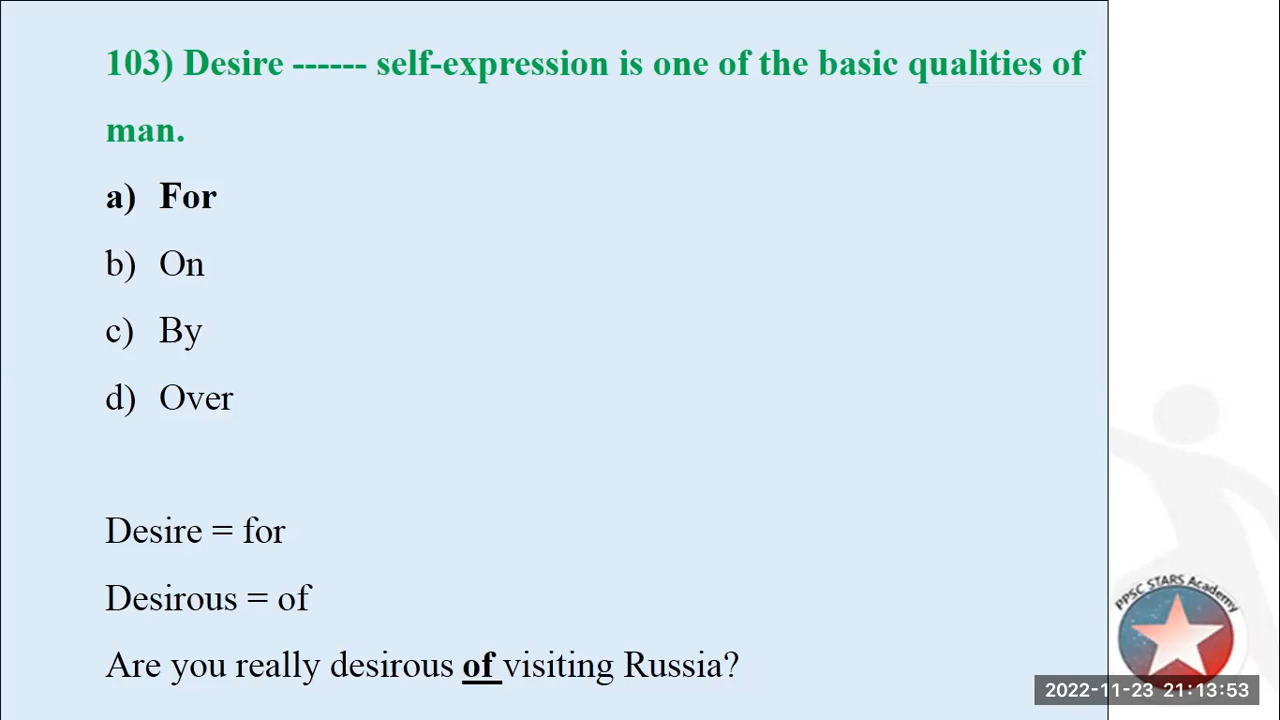 103) Desire ------ self-expression is one of the basic qualities of
man.
a) For
b) On
c) By
d) Over
Desire = for
Desirous = of
Are you really desirous of visiting Russia?
PPSC STARS Academy
2022-11-23 21:13:53